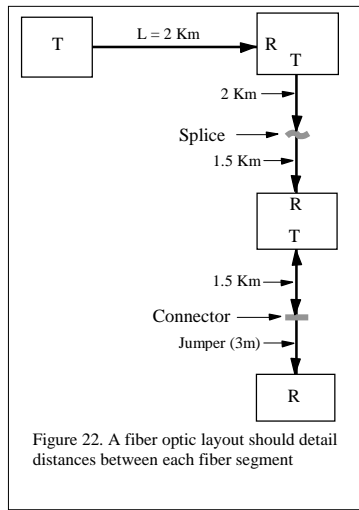 T
L = 2 Km
R
T
2 Km
Splice
1.5 Km
R
T
1.5 Km
Connector
Jumper (3m)
R
Figure 22. A fiber optic layout should detail
distances between each fiber segment